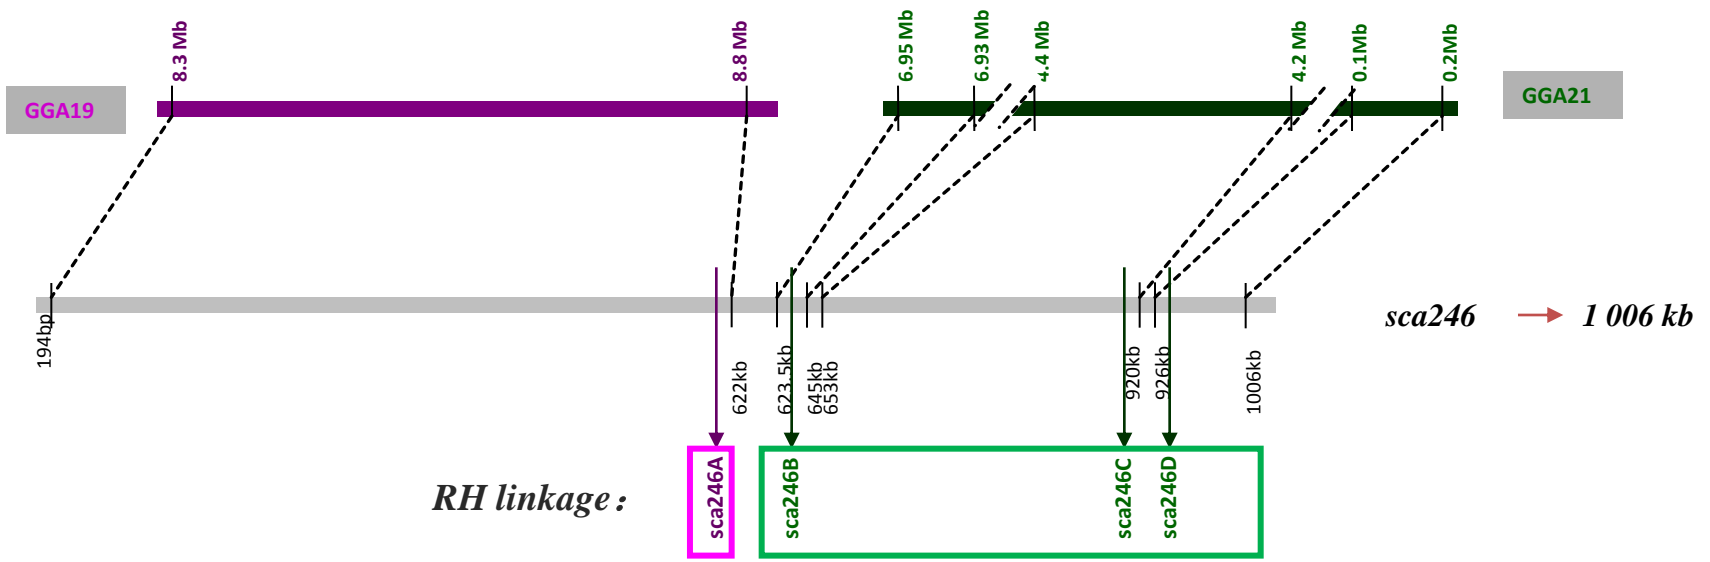 8.3 Mb
8.8 Mb
6.95 Mb
6.93 Mb
4.4 Mb
4.2 Mb
0.1Mb
0.2Mb
GGA19
GGA21
194bp
622kb
623.5kb
645kb
653kb
920kb
926kb
1006kb
sca246 → 1 006 kb
RH linkage :
sca246A
sca246B
sca246C
sca246D